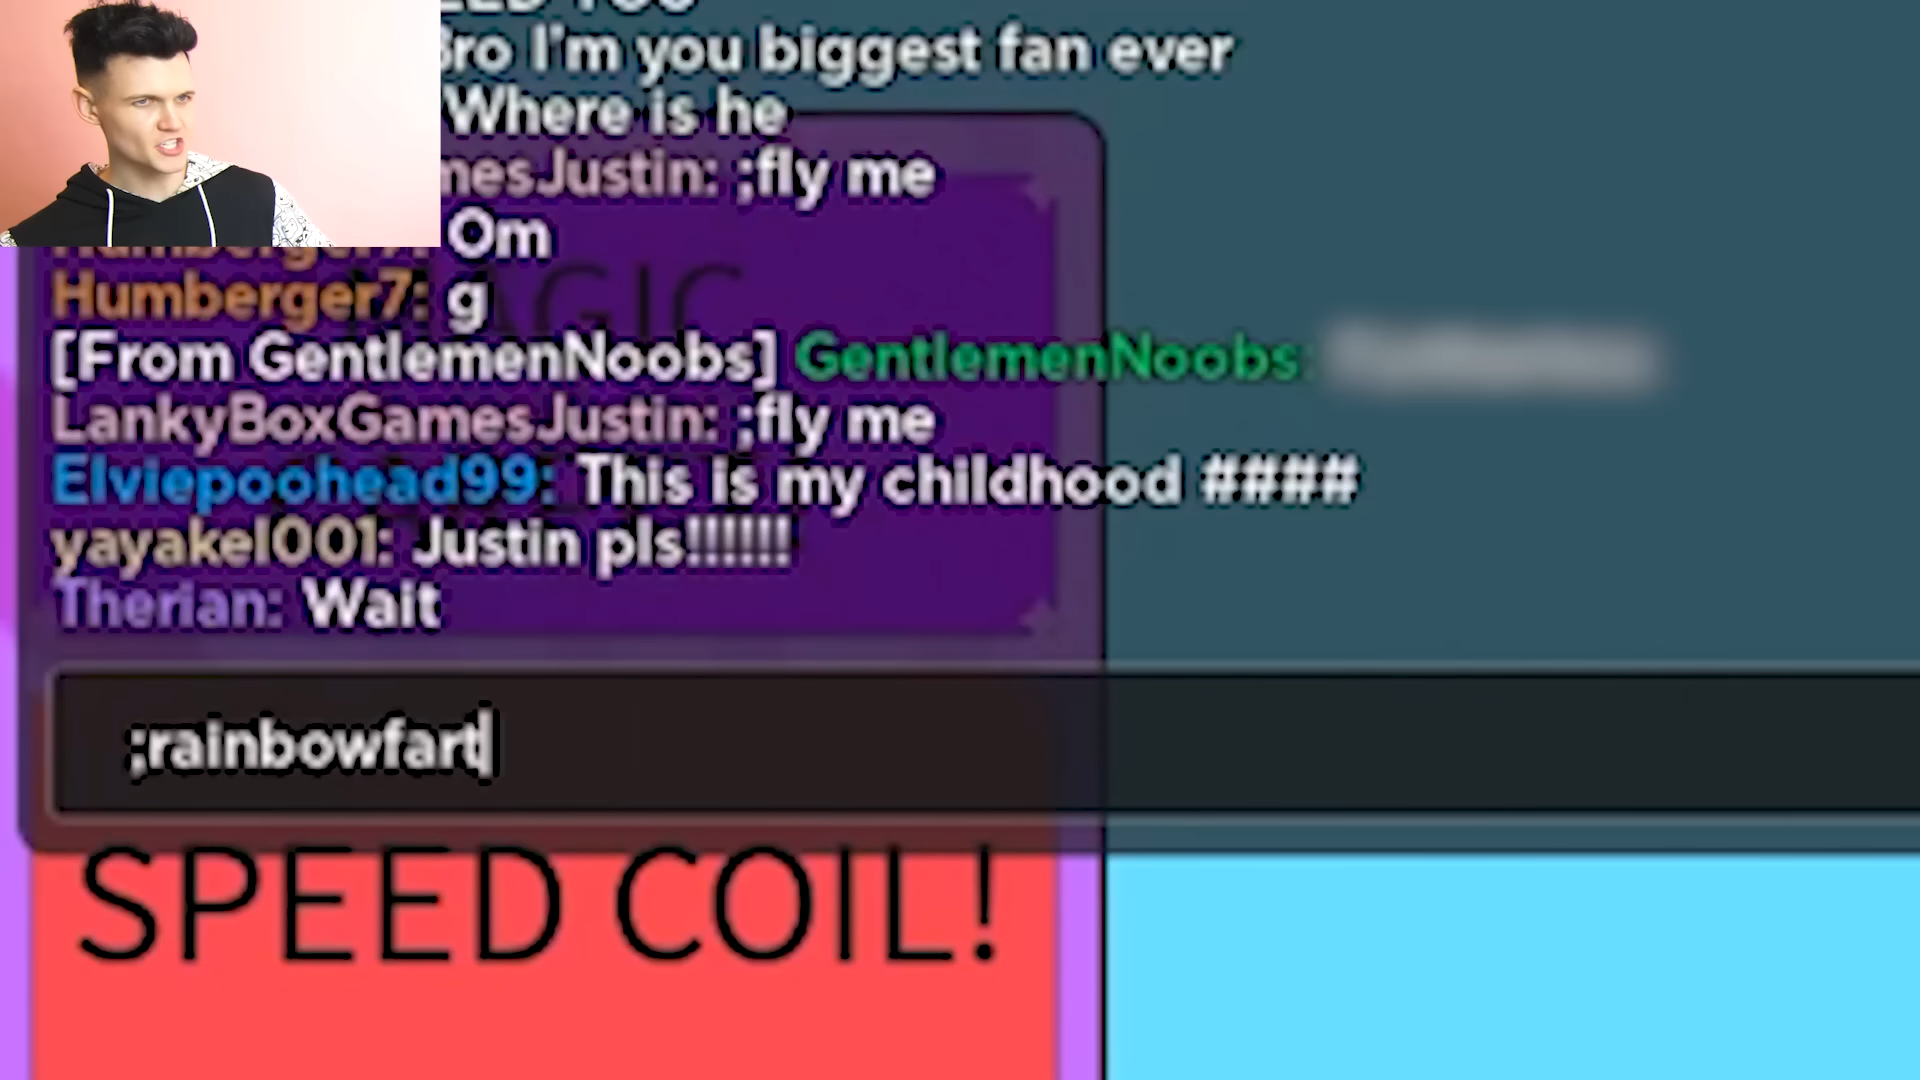 Bro I'm you biggest fan ever
Where is he
mesJustin: ;fly me
Om
Humberger7: g
[From GentlemenNoobs] GentlemenNoobs:
LankyBoxGamesJustin: ;fly me
Elviepoohead99: This is my childhood ####
yayakel001: Justin pls!!!!!!
Therian: Wait
MAGIC
;rainbowfart
SPEED COIL!